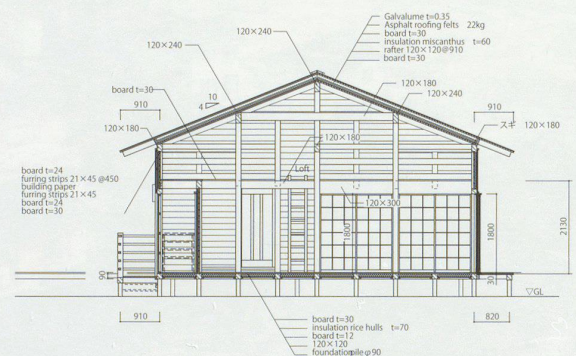 Galvalume t=0.35
Asphalt roofing felts 22kg
board t=30
insulation miscanthus t=60
rafter 120×120@910
board t=30
120×240
120×240
10
4
board t=30
910
120×180
120×180
120×240
910
スギ 120×180
120×180
Loft
board t=24
furring strips 21×45 @450
building paper
furring strips 21×45
board t=24
board t=30
120×300
1800
1800
2130
90
30
▽GL
910
820
board t=30
insulation rice hulls t=70
board t=12
120×120
foundationpile φ90